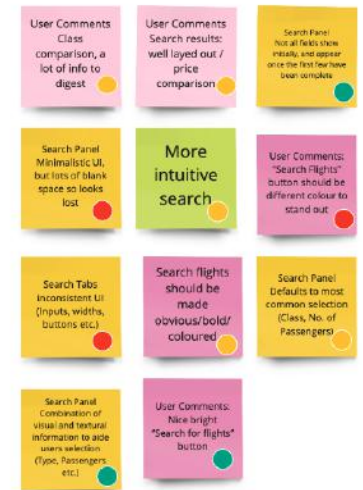 User Comments
Class
comparison, a
lot of info to
digest
User Comments
Search results:
well layed out /
price
comparison
Search Panel
Not all fields show
initially, and appear
once the first few have
been complete
Search Panel
Minimalistic UI,
but lots of blank
space so looks
lost
More
intuitive
search
User Comments:
"Search Flights"
button should be
different colour to
stand out
Search Tabs
Inconsistent UI
(Inputs, widths,
buttons etc.)
Search flights
should be
made
obvious/bold/
coloured
Search Panel
Defaults to most
common selection
(Class, No. of
Passengers)
Search Panel
Combination of
visual and textural
information to aide
users selection
(Type, Passengers
etc.)
User Comments:
Nice bright
"Search for flights"
button